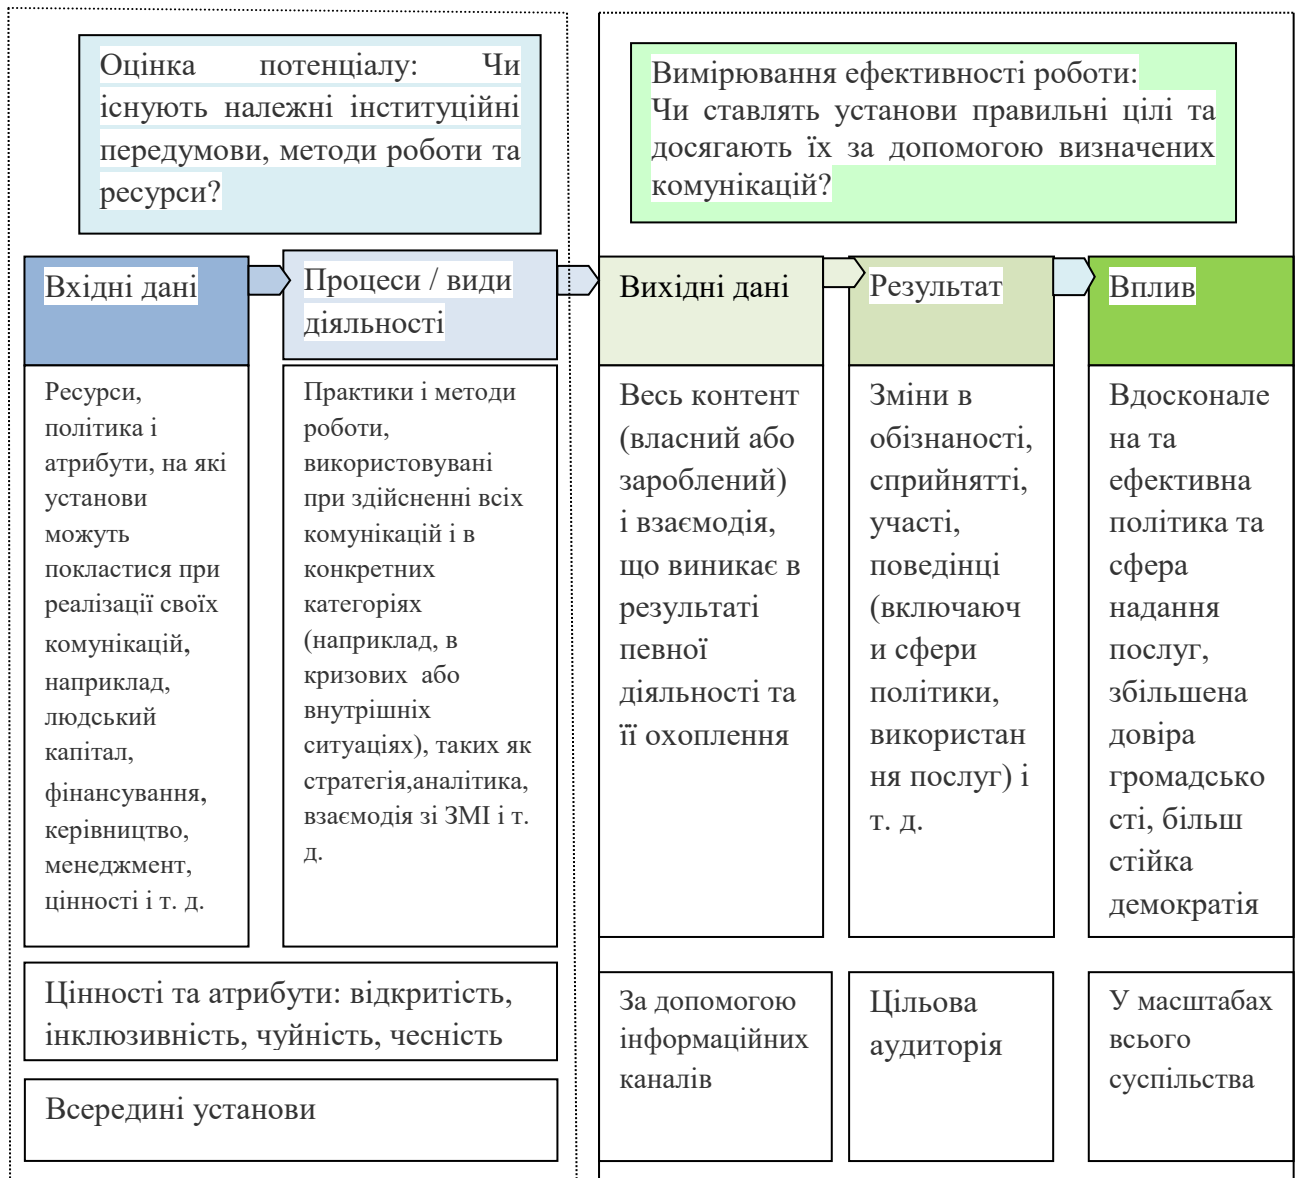 Оцінка потенціалу: Чи
існують належні інституційні
передумови, методи роботи та
ресурси?
Вимірювання ефективності роботи:
Чи ставлять установи правильні цілі та
досягають їх за допомогою визначених
комунікацій?
Вхідні дані
Процеси / види
діяльності
Вихідні дані
Результат
Вплив
Ресурси,
політика і
атрибути, на які
установи
можуть
покластися при
реалізації своїх
комунікацій,
наприклад,
людський
капітал,
фінансування,
керівництво,
менеджмент,
цінності і т. д.
Практики і методи
роботи,
використовувані
при здійсненні всіх
комунікацій і в
конкретних
категоріях
(наприклад, в
кризових або
внутрішніх
ситуаціях), таких як
стратегія,аналітика,
взаємодія зі ЗМІ і т.
д.
Весь контент
(власний або
зароблений)
і взаємодія,
що виникає в
результаті
певної
діяльності та
її охоплення
Зміни в
обізнаності,
сприйнятті,
участі,
поведінці
(включаюч
и сфери
політики,
використан
ня послуг) і
т. д.
Вдосконале
на та
ефективна
політика та
сфера
надання
послуг,
збільшена
довіра
громадсько
сті, більш
стійка
демократія
Цінності та атрибути: відкритість,
інклюзивність, чуйність, чесність
Всередині установи
За допомогою
інформаційних
каналів
Цільова
аудиторія
У масштабах
всього
суспільства